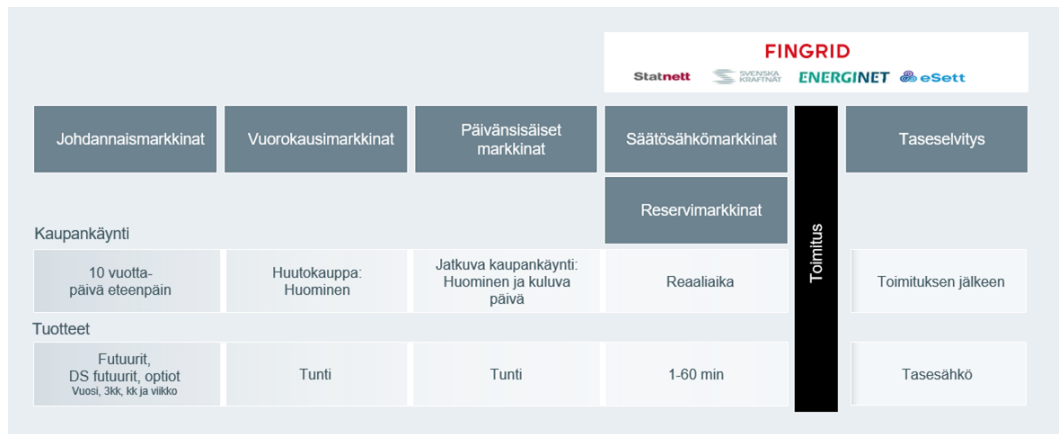 FINGRID
Statnett SVENSKA KRAFTNÄT ENERGINET eSett
Johdannaismarkkinat
Vuorokausimarkkinat
Päivänsisäiset
markkinat
Säätösähkömarkkinat
Taseselvitys
Reservimarkkinat
Toimitus
Kaupankäynti
10 vuotta-
päivä eteenpäin
Huutokauppa:
Huominen
Jatkuva kaupankäynti:
Huominen ja kuluva
päivä
Reaaliaika
Toimituksen jälkeen
Tuotteet
Futuurit,
DS futuurit, optiot
Vuosi, 3kk, kk ja viikko
Tunti
Tunti
1-60 min
Tasesähkö